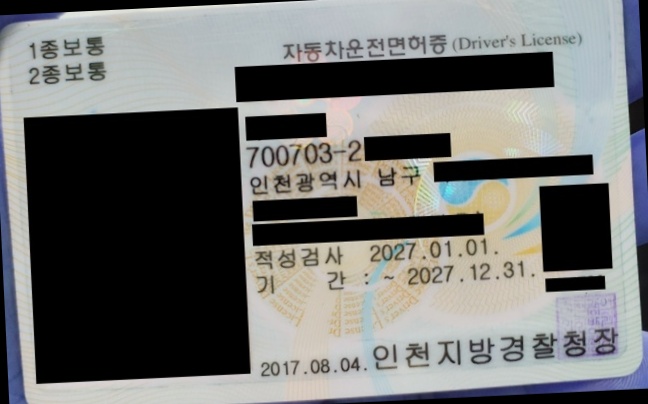 1종보통
2종보통
자동차운전면허증 (Driver's License)
700703-2
인천광역시 남구
적성검사 2027.01.01.
기 간 : ~ 2027.12.31.
2017.08.04. 인천지방경찰청장